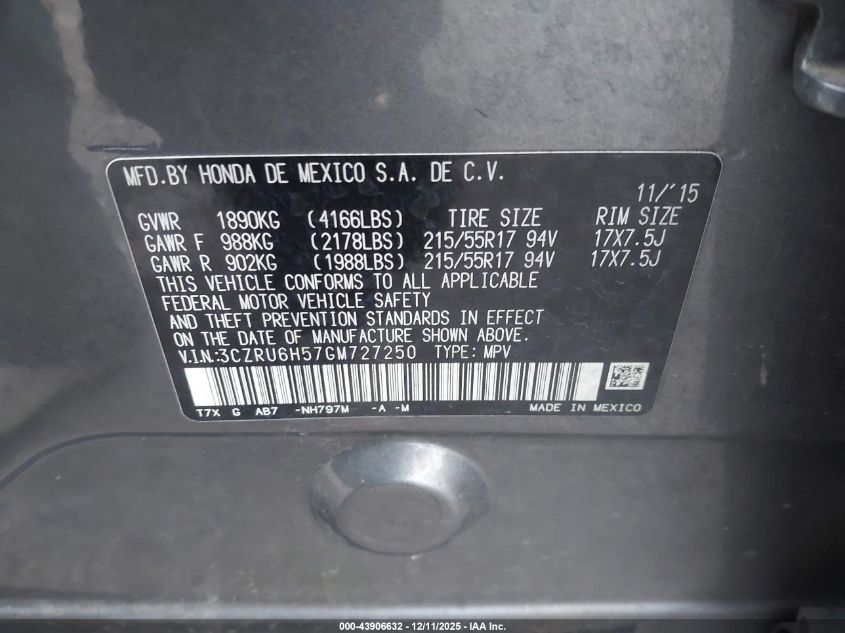 MFD.BY HONDA DE MEXICO S.A. DE C.V.
11/'15
GVWR 1890KG (4166LBS) TIRE SIZE RIM SIZE
GAWR F 988KG (2178LBS) 215/55R17 94V 17X7.5J
GAWR R 902KG (1988LBS) 215/55R17 94V 17X7.5J
THIS VEHICLE CONFORMS TO ALL APPLICABLE
FEDERAL MOTOR VEHICLE SAFETY
AND THEFT PREVENTION STANDARDS IN EFFECT
ON THE DATE OF MANUFACTURE SHOWN ABOVE.
V.I.N.:3CZRU6H57GM727250 TYPE: MPV
T7X G AB7 -NH797M -A -M MADE IN MEXICO
000-43906632 - 12/11/2025 - IAA Inc.